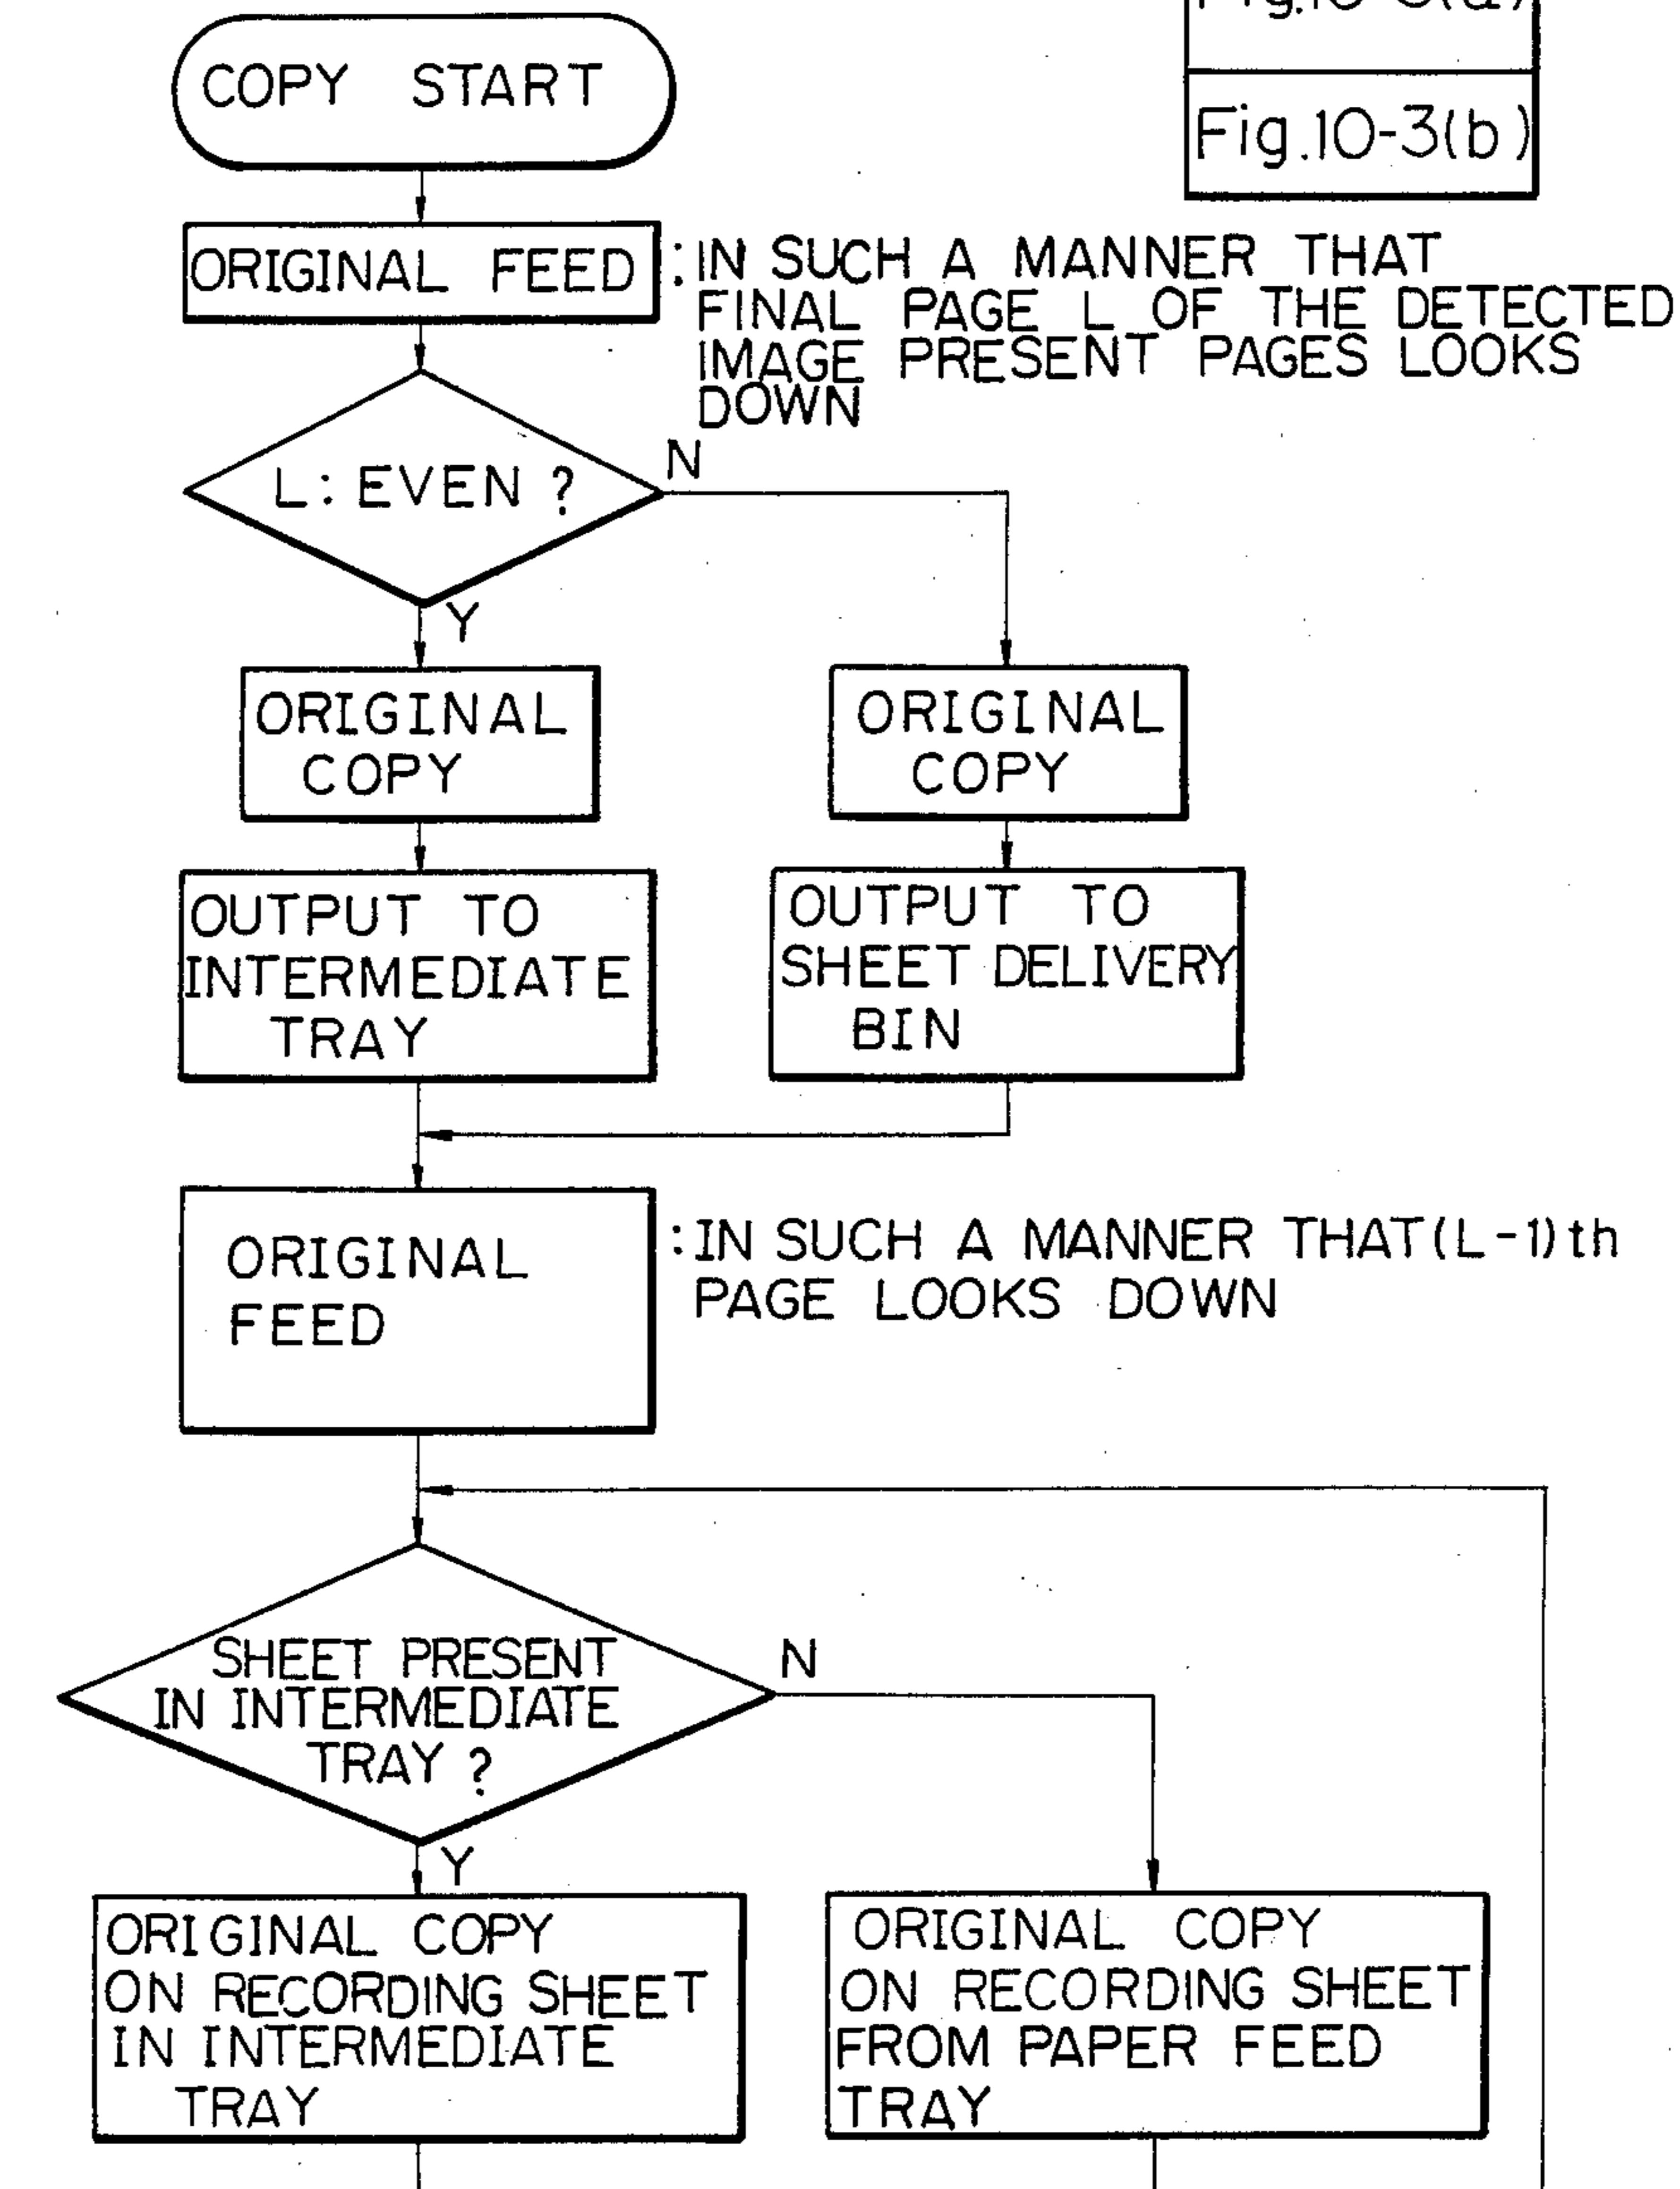 Fig.10-3(a)
Fig.10-3(b)
COPY START
ORIGINAL FEED
:IN SUCH A MANNER THAT
FINAL PAGE L OF THE DETECTED
IMAGE PRESENT PAGES LOOKS
DOWN
L: EVEN ?
N
Y
ORIGINAL
COPY
ORIGINAL
COPY
OUTPUT TO
INTERMEDIATE
TRAY
OUTPUT TO
SHEET DELIVERY
BIN
ORIGINAL
FEED
:IN SUCH A MANNER THAT(L-1)th
PAGE LOOKS DOWN
SHEET PRESENT
IN INTERMEDIATE
TRAY ?
N
Y
ORIGINAL COPY
ON RECORDING SHEET
IN INTERMEDIATE
TRAY
ORIGINAL COPY
ON RECORDING SHEET
FROM PAPER FEED
TRAY